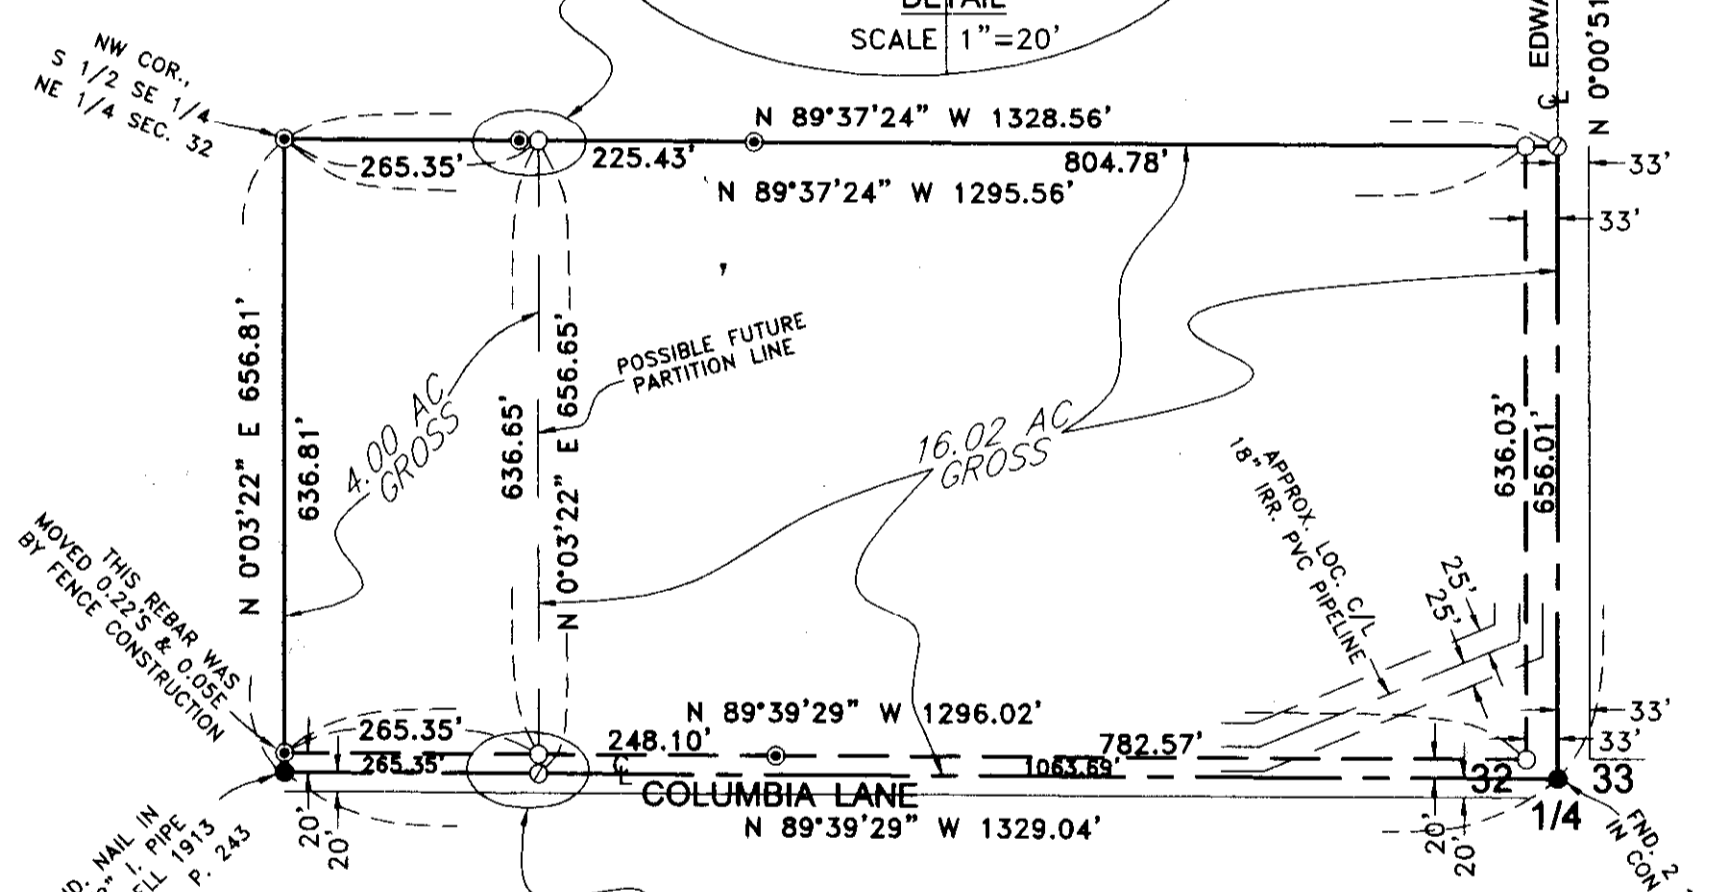 DETAIL
SCALE 1"=20'
NW COR.,
S 1/2 SE 1/4
NE 1/4 SEC. 32
N 89°37'24" W 1328.56'
265.35'
225.43'
804.78'
N 89°37'24" W 1295.56'
N 0°00'51
33'
33'
N 0°03'22" E 656.81'
636.81'
4.00 AC
GROSS
636.65'
N 0°03'22" E 656.65'
POSSIBLE FUTURE
PARTITION LINE
16.02 AC
GROSS
APPROX. LOC. C/L
18" IRR. PVC PIPELINE
25'
25'
636.03'
656.01'
THIS REBAR WAS
MOVED 0.22'S & 0.05E
BY FENCE CONSTRUCTION
N 89°39'29" W 1296.02'
265.35'
248.10'
782.57'
265.35'
1063.69'
33'
33'
COLUMBIA LANE
32
33
1/4
N 89°39'29" W 1329.04'
20'
20'
20'
20'
NAIL IN
I. PIPE
1913
P. 243
FND. 2
IN